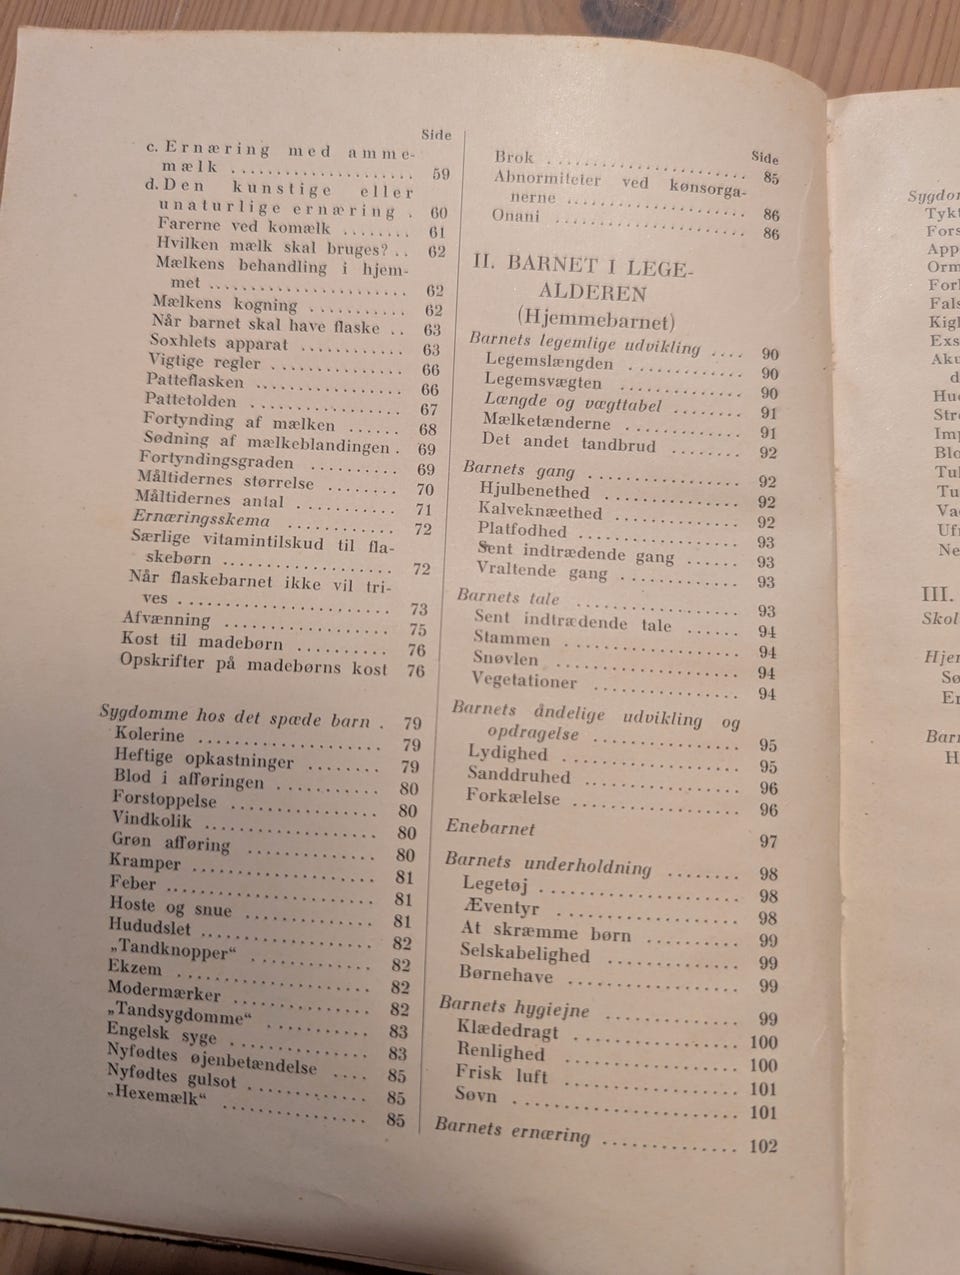 Side
c. Ernæring med amme-
mælk .................... 59
d. Den kunstige eller
unaturlige ernæring . 60
Farerne ved komælk ........ 61
Hvilken mælk skal bruges? .. 62
Mælkens behandling i hjem-
met ...................... 62
Mælkens kogning ........... 62
Når barnet skal have flaske .. 63
Soxhlets apparat ............ 63
Vigtige regler .............. 66
Patteflasken ................ 66
Pattetolden ................ 67
Fortynding af mælken ...... 68
Sødning af mælkeblandingen . 69
Fortyndingsgraden .......... 69
Måltidernes størrelse ........ 70
Måltidernes antal ........... 71
Ernæringsskema ............ 72
Særlige vitamintilskud til fla-
skebørn .................. 72
Når flaskebarnet ikke vil tri-
ves ...................... 73
Afvænning .................. 75
Kost til madebørn .......... 76
Opskrifter på madebørns kost 76
Sygdomme hos det spæde barn . 79
Kolerine .................... 79
Heftige opkastninger ........ 79
Blod i afføringen ............ 80
Forstoppelse ................ 80
Vindkolik .................. 80
Grøn afføring .............. 80
Kramper .................... 81
Feber ...................... 81
Hoste og snue .............. 81
Hududslet .................. 82
„Tandknopper“ .............. 82
Ekzem ...................... 82
Modermærker .............. 82
„Tandsygdomme“ ............ 83
Engelsk syge ................ 83
Nyfødtes øjenbetændelse .... 85
Nyfødtes gulsot ............ 85
„Hexemælk“ ................ 85
Side
Brok ...................... 85
Abnormiteter ved kønsorga-
nerne .................... 86
Onani ...................... 86
II. BARNET I LEGE-
ALDEREN
(Hjemmebarnet)
Barnets legemlige udvikling .... 90
Legemslængden ............ 90
Legemsvægten .............. 90
Længde og vægttabel ........ 91
Mælketænderne ............ 91
Det andet tandbrud ........ 92
Barnets gang ................ 92
Hjulbenethed .............. 92
Kalveknæethed ............ 92
Platfodhed ................ 93
Sent indtrædende gang ...... 93
Vraltende gang ............ 93
Barnets tale ................ 93
Sent indtrædende tale ...... 94
Stammen .................. 94
Snøvlen .................... 94
Vegetationer .............. 94
Barnets åndelige udvikling og
opdragelse ................ 95
Lydighed .................. 95
Sanddruhed ................ 96
Forkælelse ................ 96
Enebarnet 97
Barnets underholdning ........ 98
Legetøj .................... 98
Æventyr .................. 98
At skræmme børn .......... 99
Selskabelighed .............. 99
Børnehave ................ 99
Barnets hygiejne .............. 99
Klædedragt ................ 100
Renlighed .................. 100
Frisk luft .................. 101
Søvn ...................... 101
Barnets ernæring .............. 102
III.